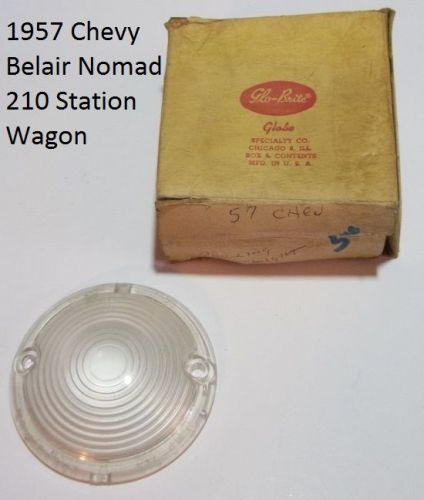 1957 Chevy
Belair Nomad
210 Station
Wagon
Glo-Brite®
Globe
SPECIALTY CO.
CHICAGO 8, ILL.
BOX & CONTENTS
MFG. IN U. S. A.
57 CHEV